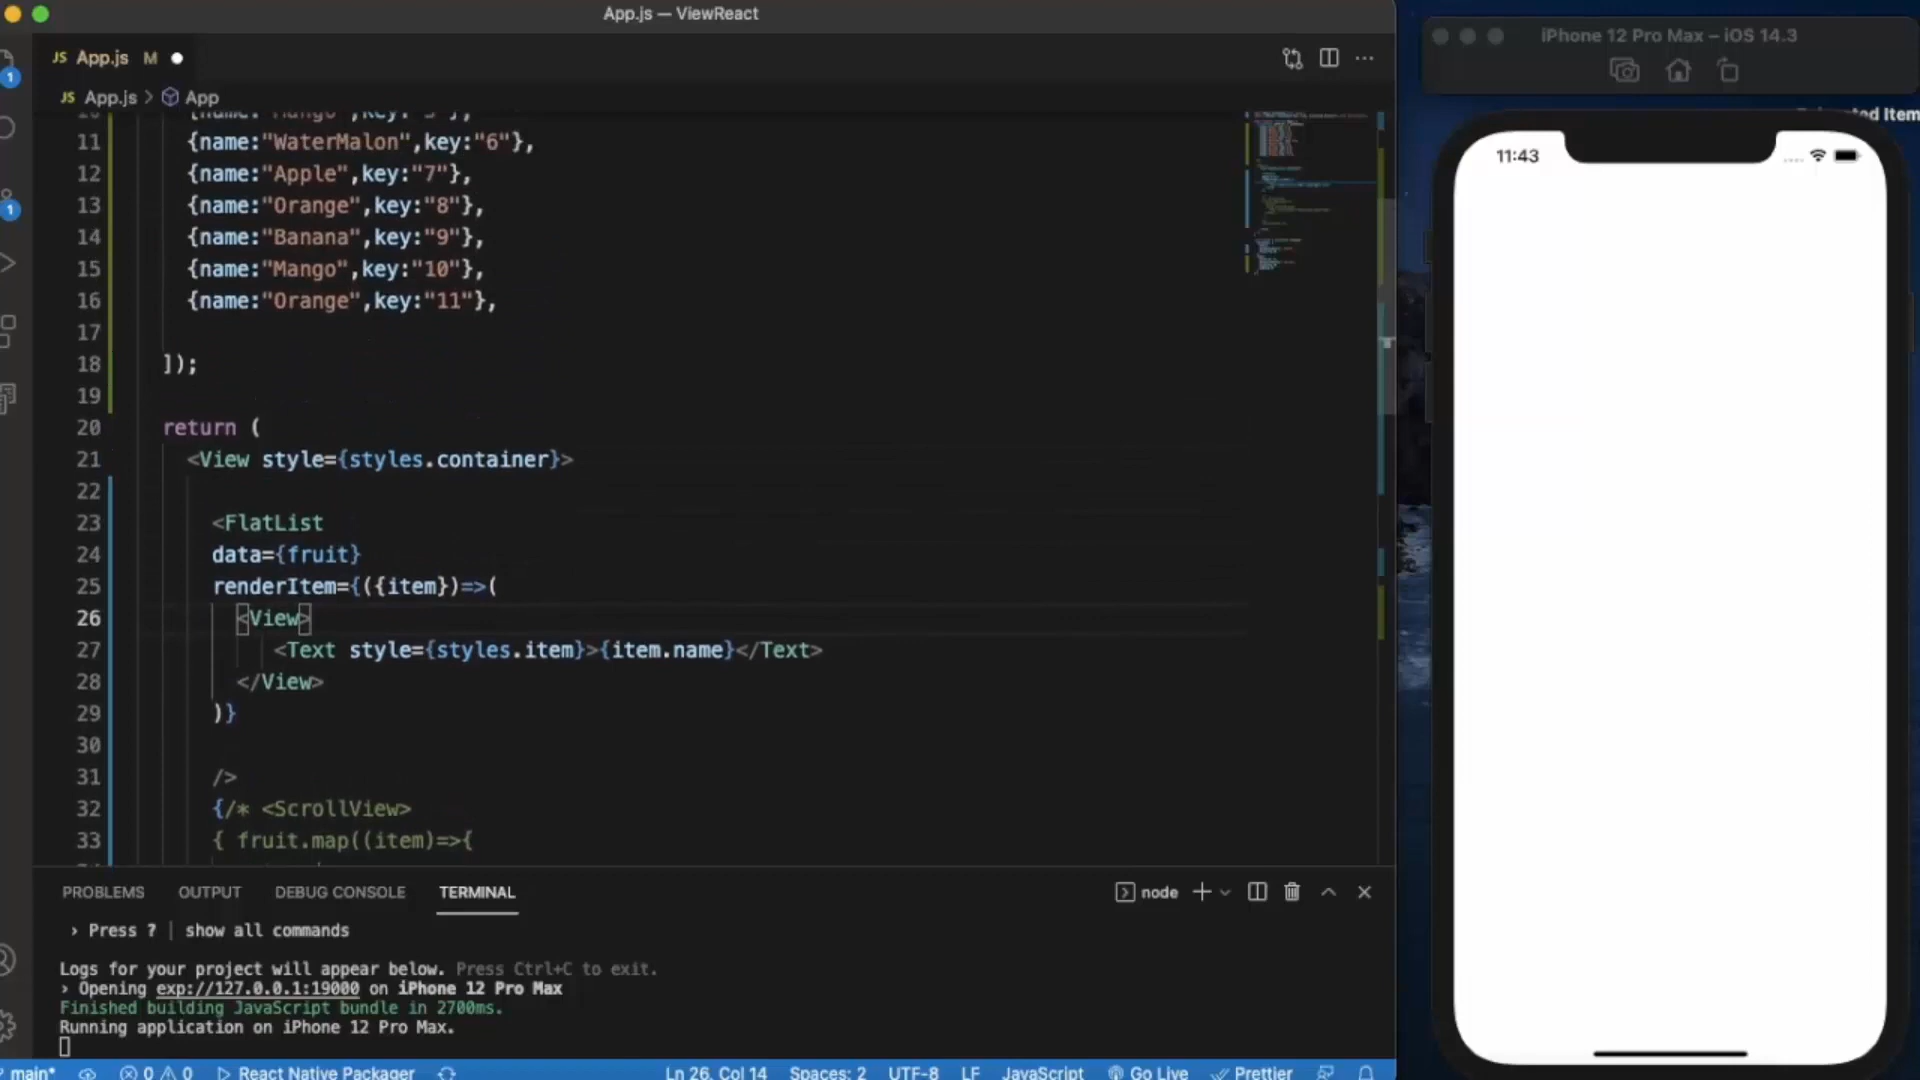 App.js — ViewReact
JS App.js M
JS App.js > App
11 {name:"WaterMalon",key:"6"},
12 {name:"Apple",key:"7"},
13 {name:"Orange",key:"8"},
14 {name:"Banana",key:"9"},
15 {name:"Mango",key:"10"},
16 {name:"Orange",key:"11"},
17
18 ]);
19
20 return (
21 <View style={styles.container}>
22
23 <FlatList
24 data={fruit}
25 renderItem={({item})=>(
26 <View>
27 <Text style={styles.item}>{item.name}</Text>
28 </View>
29 )}
30
31 />
32 {/* <ScrollView>
33 { fruit.map((item)=>{
PROBLEMS OUTPUT DEBUG CONSOLE TERMINAL node
› Press ? | show all commands
Logs for your project will appear below. Press Ctrl+C to exit.
› Opening exp://127.0.0.1:19000 on iPhone 12 Pro Max
Finished building JavaScript bundle in 2700ms.
Running application on iPhone 12 Pro Max.
main* 0 0 React Native Packager Ln 26, Col 14 Spaces: 2 UTF-8 LF JavaScript Go Live Prettier
1
1
iPhone 12 Pro Max – iOS 14.3
Item
11:43